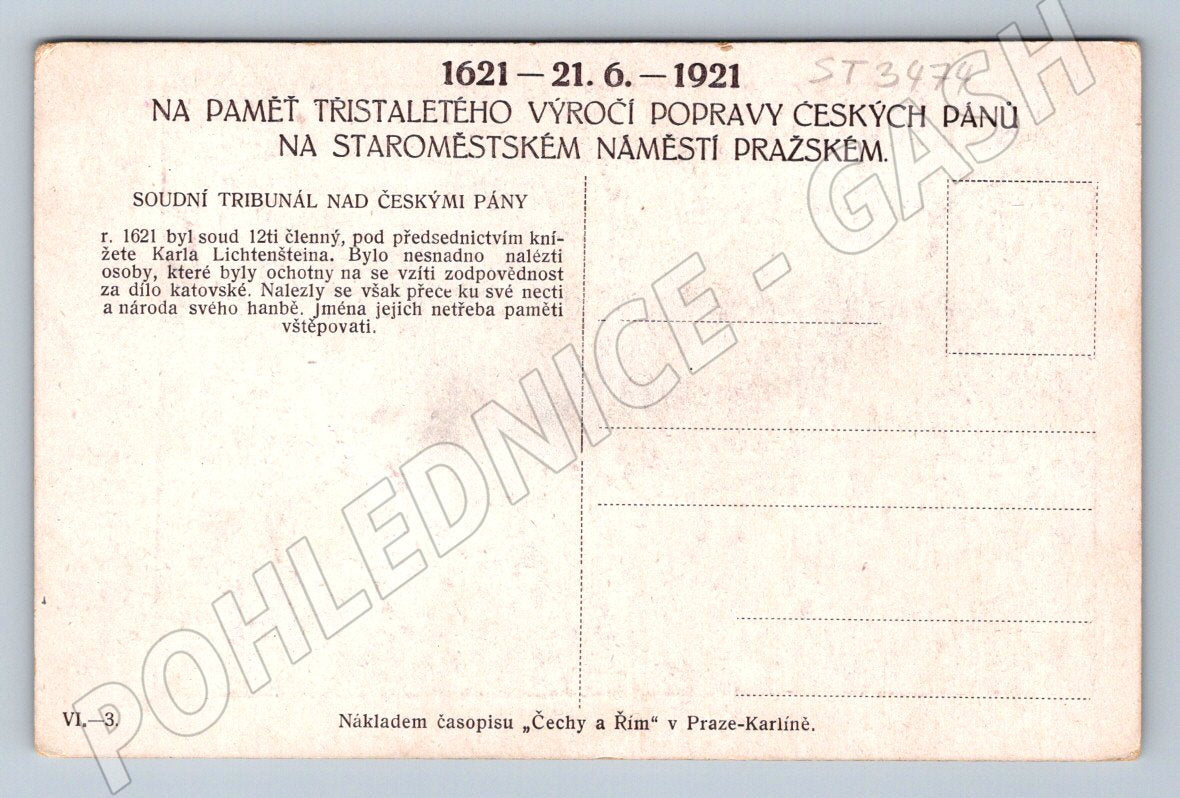 1621 — 21. 6. — 1921
ST 3474
NA PAMĚŤ TŘISTALETÉHO VÝROČÍ POPRAVY ČESKÝCH PÁNŮ
NA STAROMĚSTSKÉM NÁMĚSTÍ PRAŽSKÉM.
SOUDNÍ TRIBUNÁL NAD ČESKÝMI PÁNY
r. 1621 byl soud 12ti členný, pod předsednictvím kní-
žete Karla Lichtenšteina. Bylo nesnadno nalézti
osoby, které byly ochotny na se vzíti zodpovědnost
za dílo katovské. Nalezly se však přece ku své necti
a národa svého hanbě. Jména jejich netřeba paměti
vštěpovati.
VI.—3.
Nákladem časopisu „Čechy a Řím“ v Praze-Karlíně.
POHLEDNICE - GASH